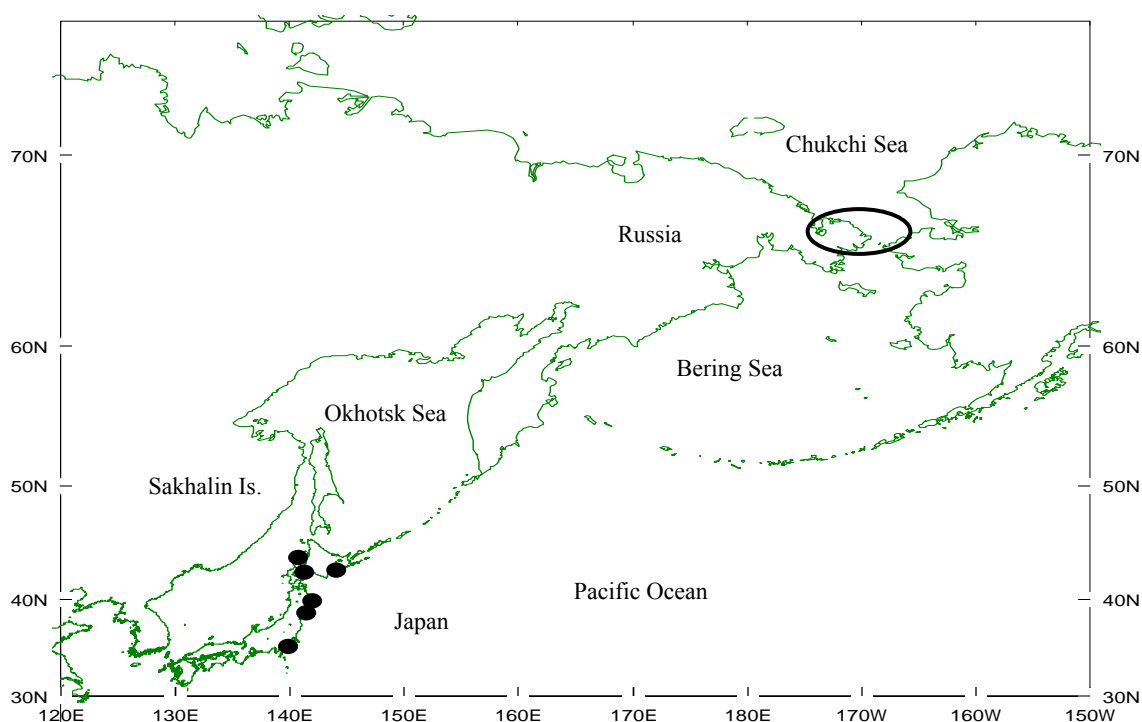 Chukchi Sea
70N 70N
Russia
60N 60N
Bering Sea
Okhotsk Sea
50N 50N
Sakhalin Is.
Pacific Ocean
40N 40N
Japan
30N 30N
120E 130E 140E 150E 160E 170E 180E 170W 160W 150W